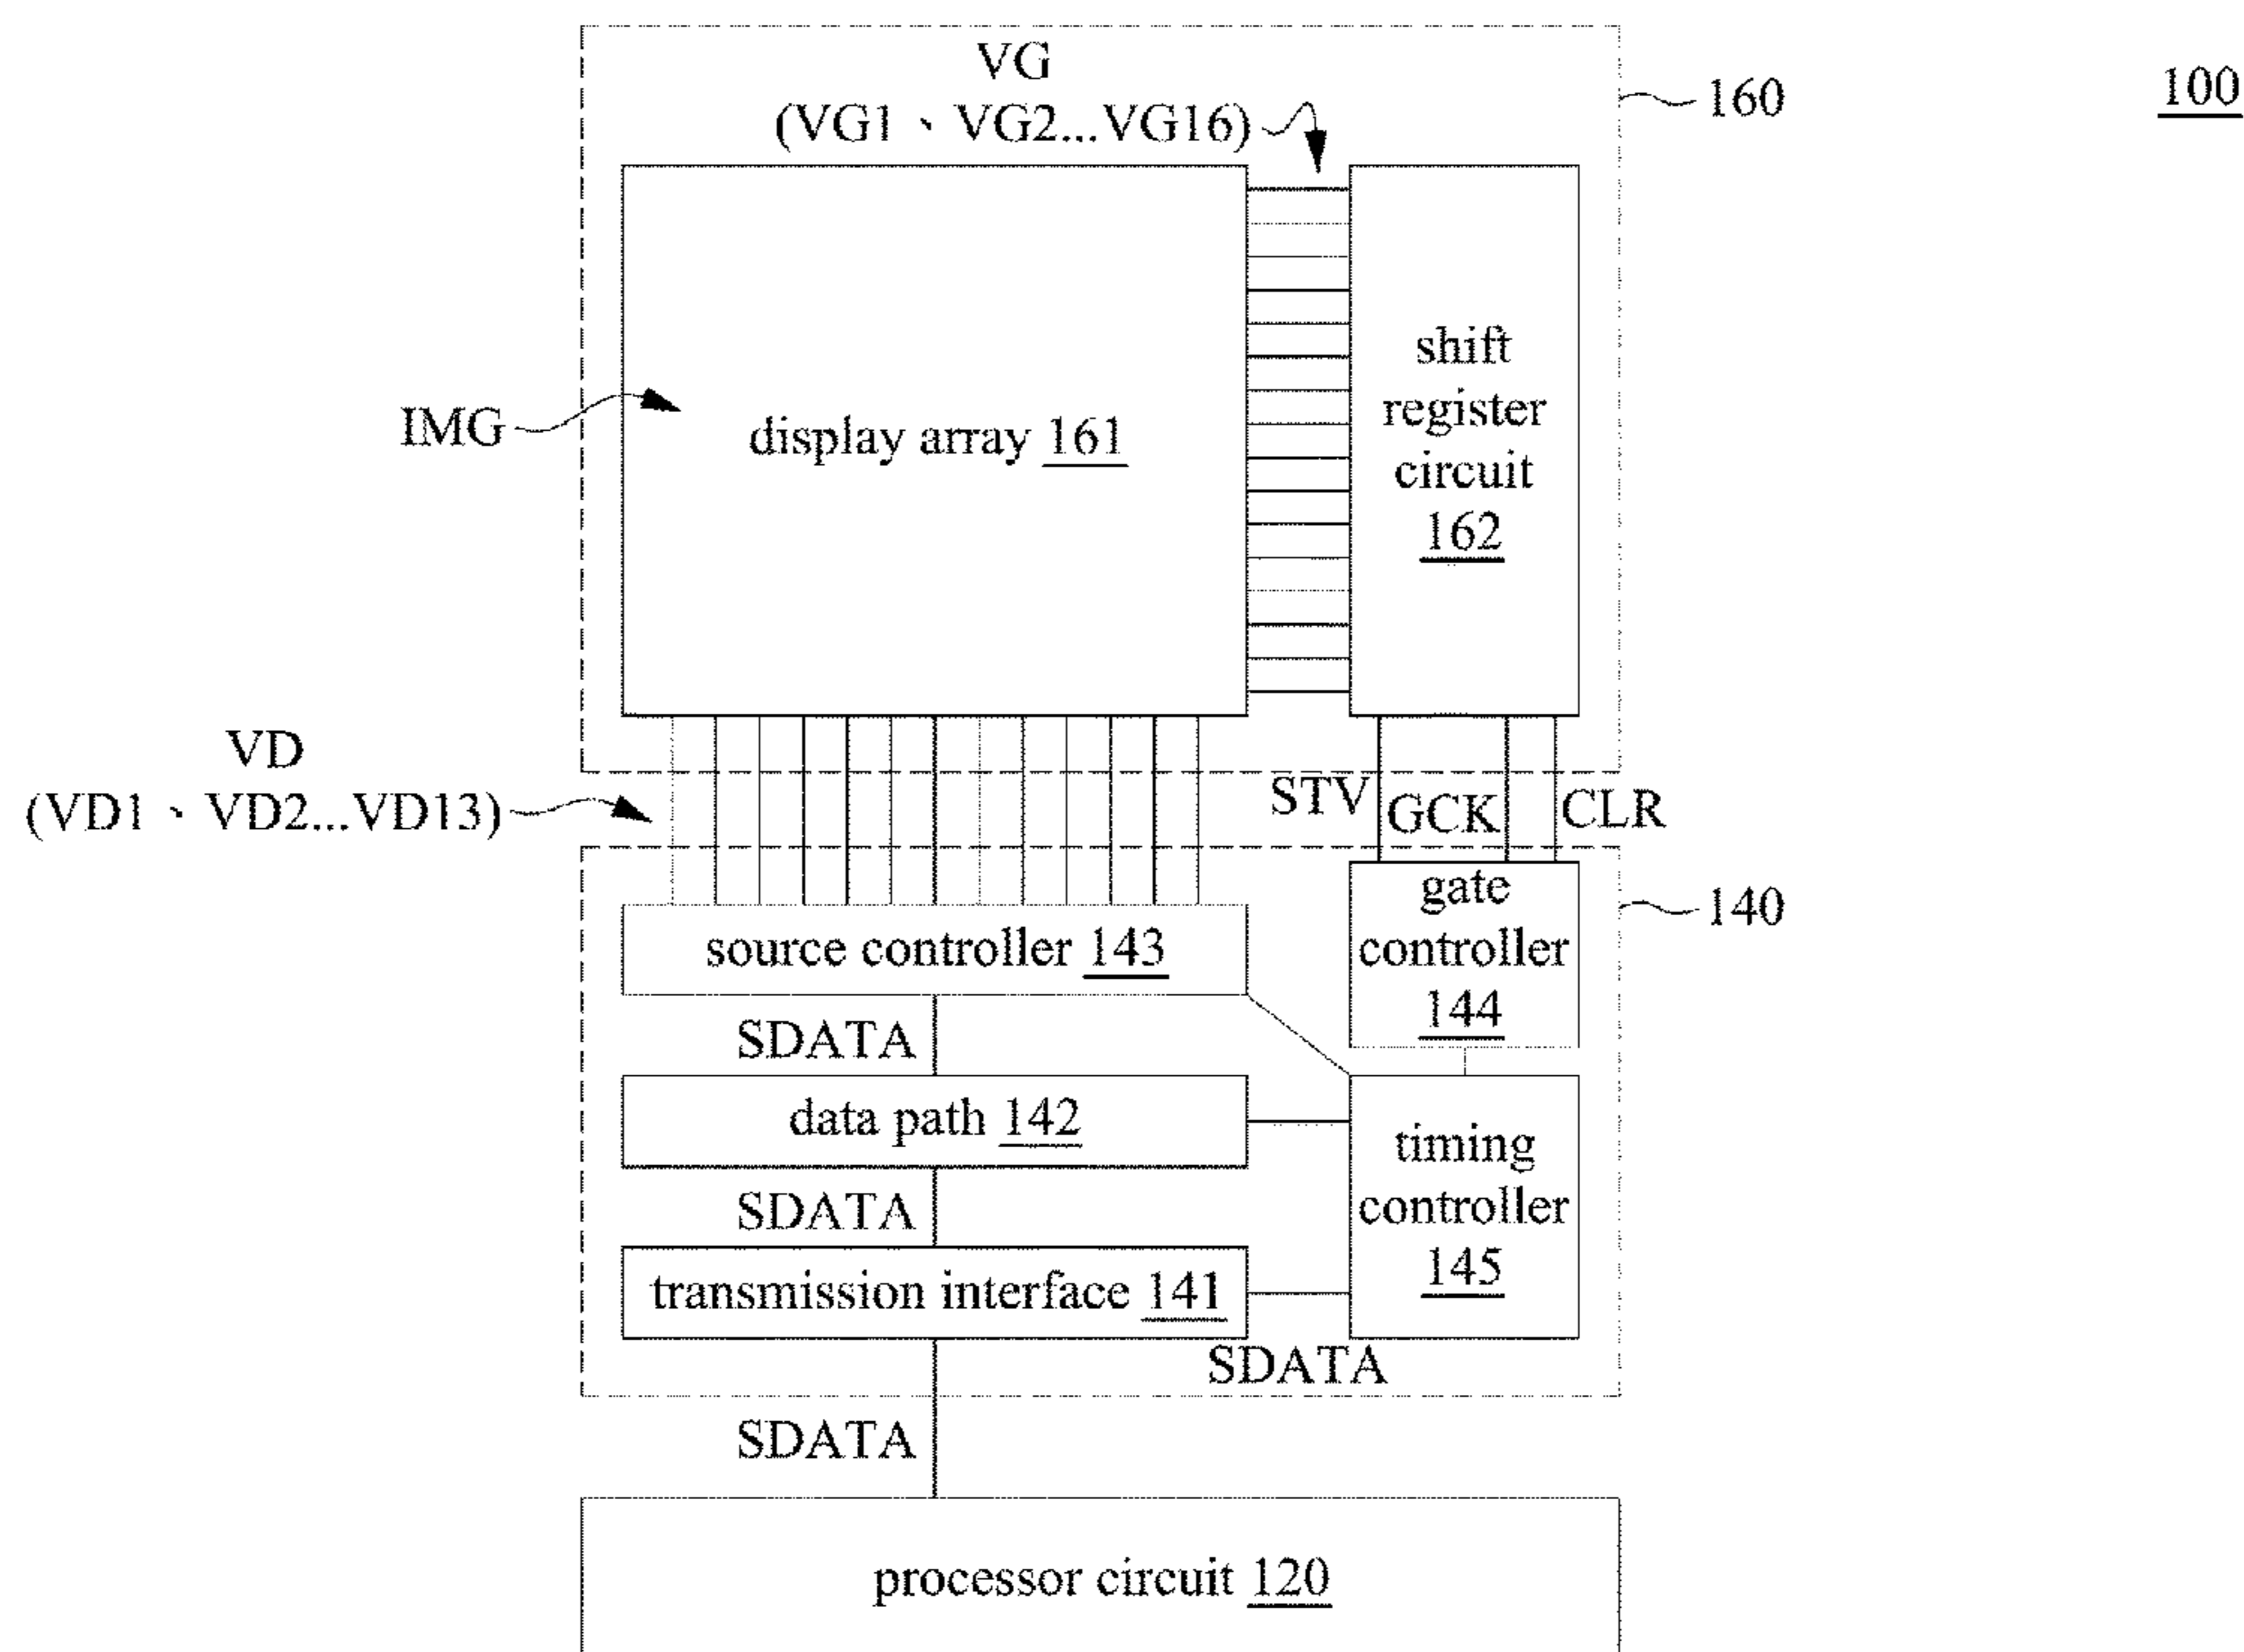 VG
(VG1、VG2...VG16)
160
100
shift
register
circuit
162
IMG
display array 161
VD
(VD1、VD2...VD13)
STV
GCK
CLR
gate
controller
144
140
source controller 143
SDATA
data path 142
timing
controller
145
SDATA
transmission interface 141
SDATA
SDATA
processor circuit 120